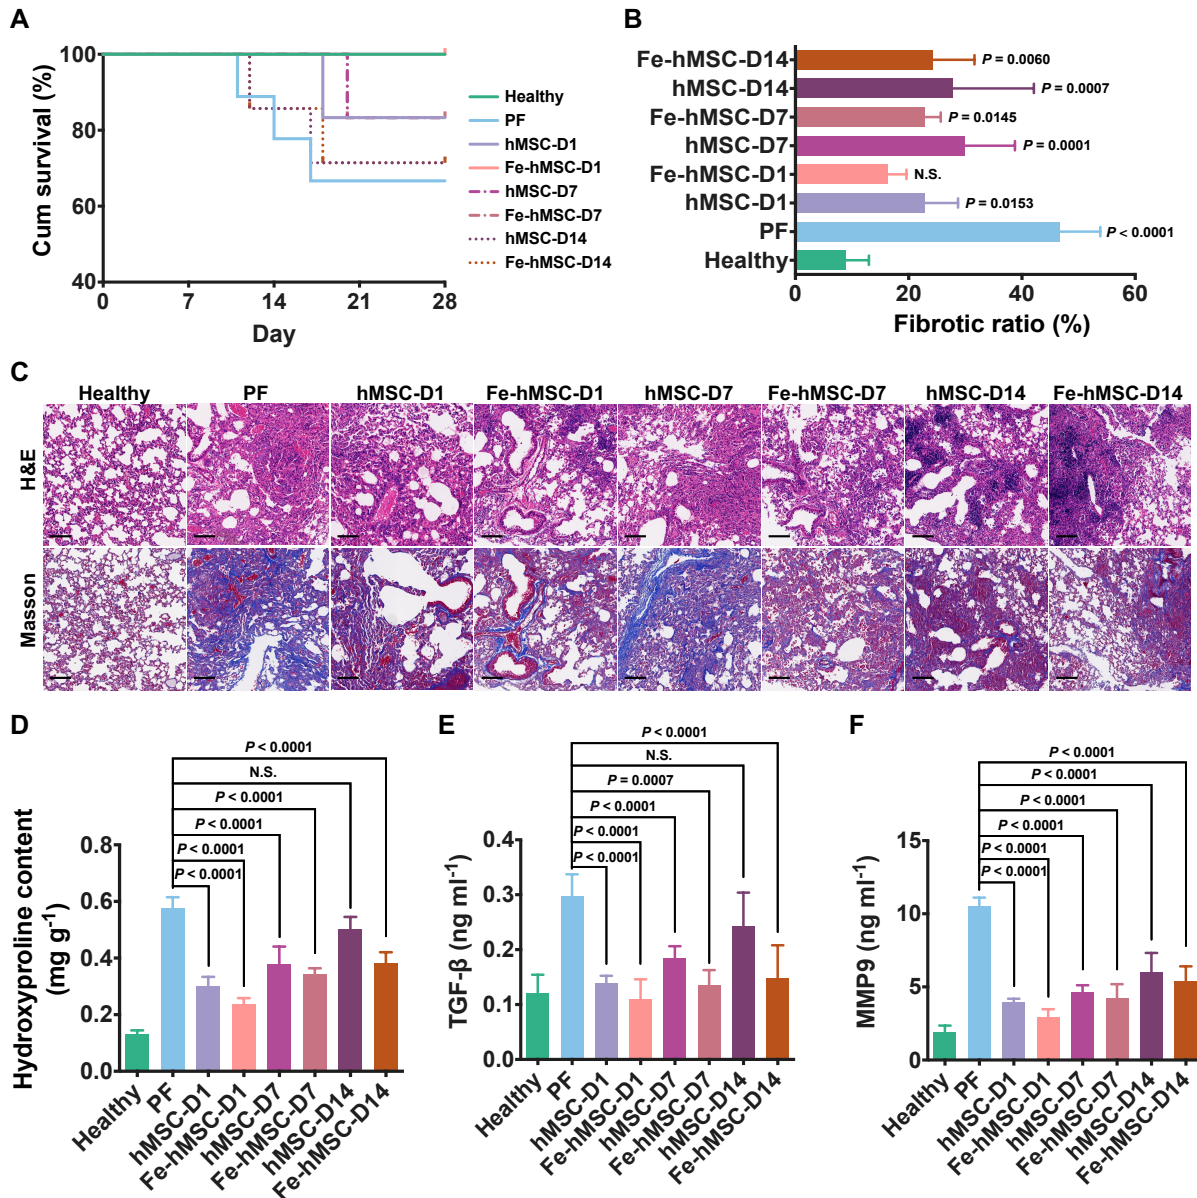 A
Cum survival (%)
100
80
60
40
0
7
14
21
28
Day
Healthy
PF
hMSC-D1
Fe-hMSC-D1
hMSC-D7
Fe-hMSC-D7
hMSC-D14
Fe-hMSC-D14
B
Fe-hMSC-D14
P = 0.0060
hMSC-D14
P = 0.0007
Fe-hMSC-D7
P = 0.0145
hMSC-D7
P = 0.0001
Fe-hMSC-D1
N.S.
hMSC-D1
P = 0.0153
PF
P < 0.0001
Healthy
0
20
40
60
Fibrotic ratio (%)
C
Healthy
PF
hMSC-D1
Fe-hMSC-D1
hMSC-D7
Fe-hMSC-D7
hMSC-D14
Fe-hMSC-D14
H&E
Masson
D
P < 0.0001
N.S.
P < 0.0001
P < 0.0001
P < 0.0001
P < 0.0001
Hydroxyproline content
(mg g⁻¹)
0.8
0.6
0.4
0.2
0.0
Healthy
PF
hMSC-D1
Fe-hMSC-D1
hMSC-D7
Fe-hMSC-D7
hMSC-D14
Fe-hMSC-D14
E
P < 0.0001
N.S.
P = 0.0007
P < 0.0001
P < 0.0001
P < 0.0001
TGF-β (ng ml⁻¹)
0.4
0.3
0.2
0.1
0.0
Healthy
PF
hMSC-D1
Fe-hMSC-D1
hMSC-D7
Fe-hMSC-D7
hMSC-D14
Fe-hMSC-D14
F
P < 0.0001
P < 0.0001
P < 0.0001
P < 0.0001
P < 0.0001
P < 0.0001
MMP9 (ng ml⁻¹)
15
10
5
0
Healthy
PF
hMSC-D1
Fe-hMSC-D1
hMSC-D7
Fe-hMSC-D7
hMSC-D14
Fe-hMSC-D14